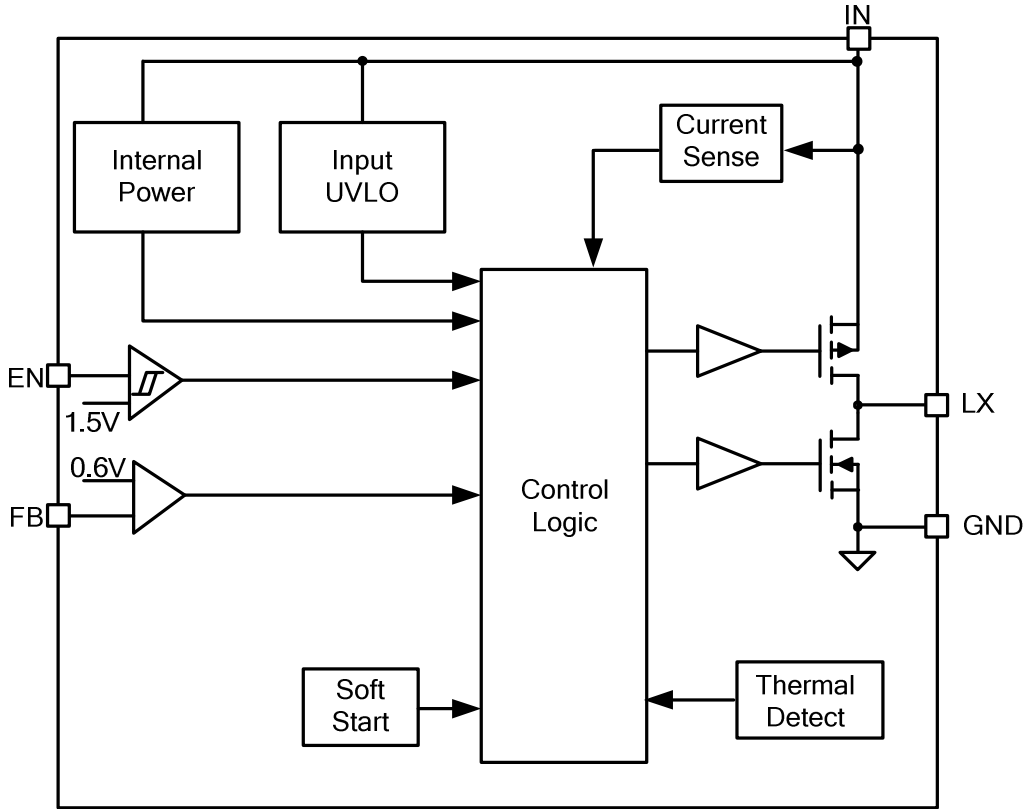 IN
Internal
Power
Input
UVLO
Current
Sense
EN
1.5V
LX
0.6V
FB
Control
Logic
GND
Soft
Start
Thermal
Detect